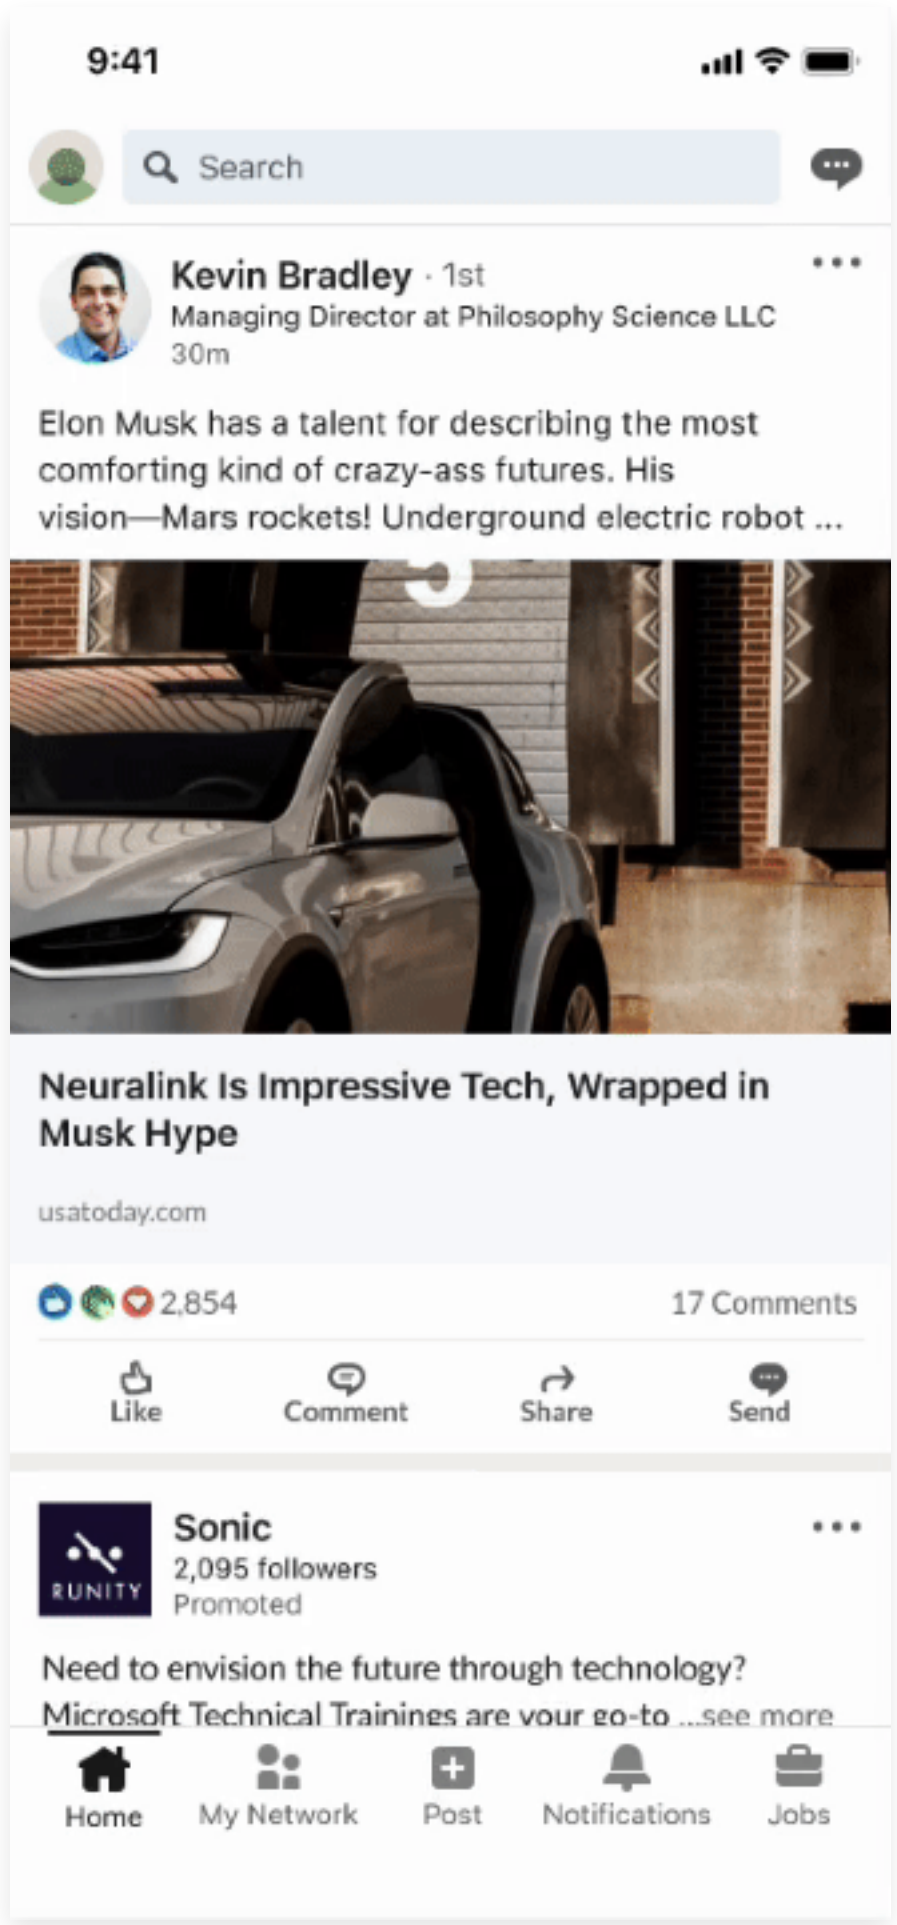 9:41
Search
Kevin Bradley · 1st
Managing Director at Philosophy Science LLC
30m
Elon Musk has a talent for describing the most
comforting kind of crazy-ass futures. His
vision—Mars rockets! Underground electric robot ...
5
Neuralink Is Impressive Tech, Wrapped in
Musk Hype
usatoday.com
2,854 17 Comments
Like Comment Share Send
Sonic
2,095 followers
Promoted
RUNITY
Need to envision the future through technology?
Microsoft Technical Trainings are your go-to ...see more
Home My Network Post Notifications Jobs